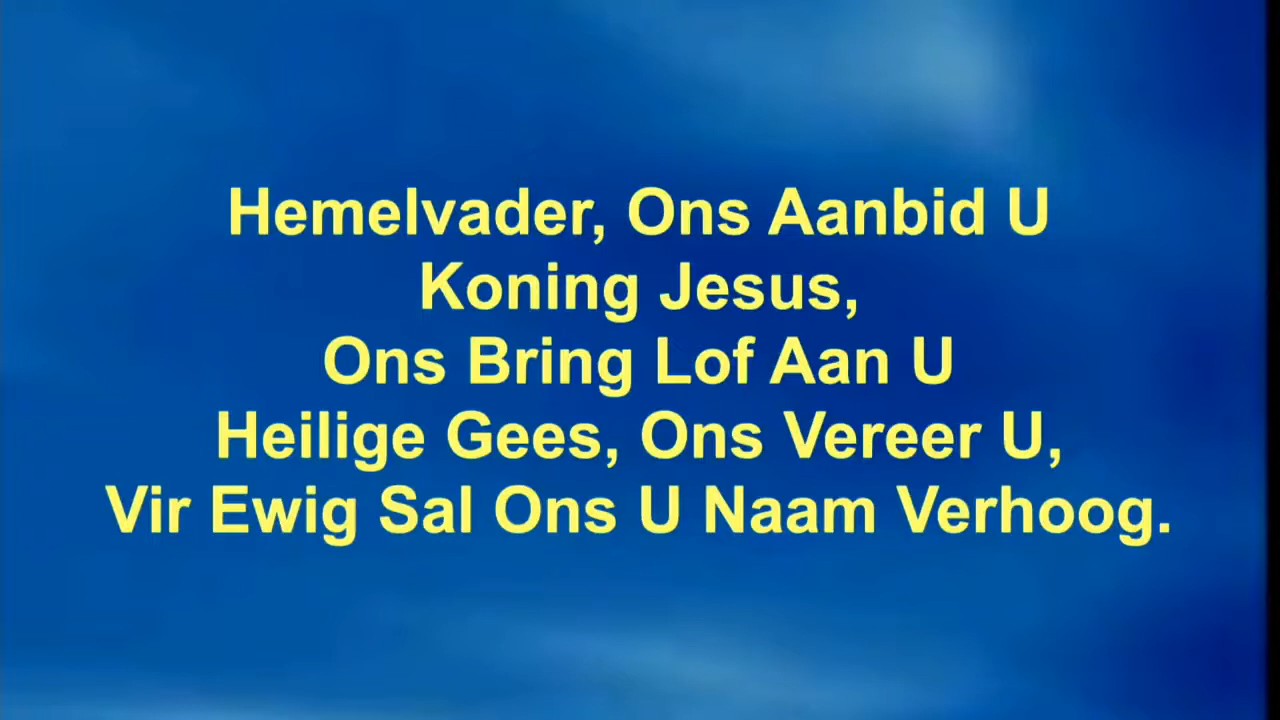 Hemelvader, Ons Aanbid U
Koning Jesus,
Ons Bring Lof Aan U
Heilige Gees, Ons Vereer U,
Vir Ewig Sal Ons U Naam Verhoog.